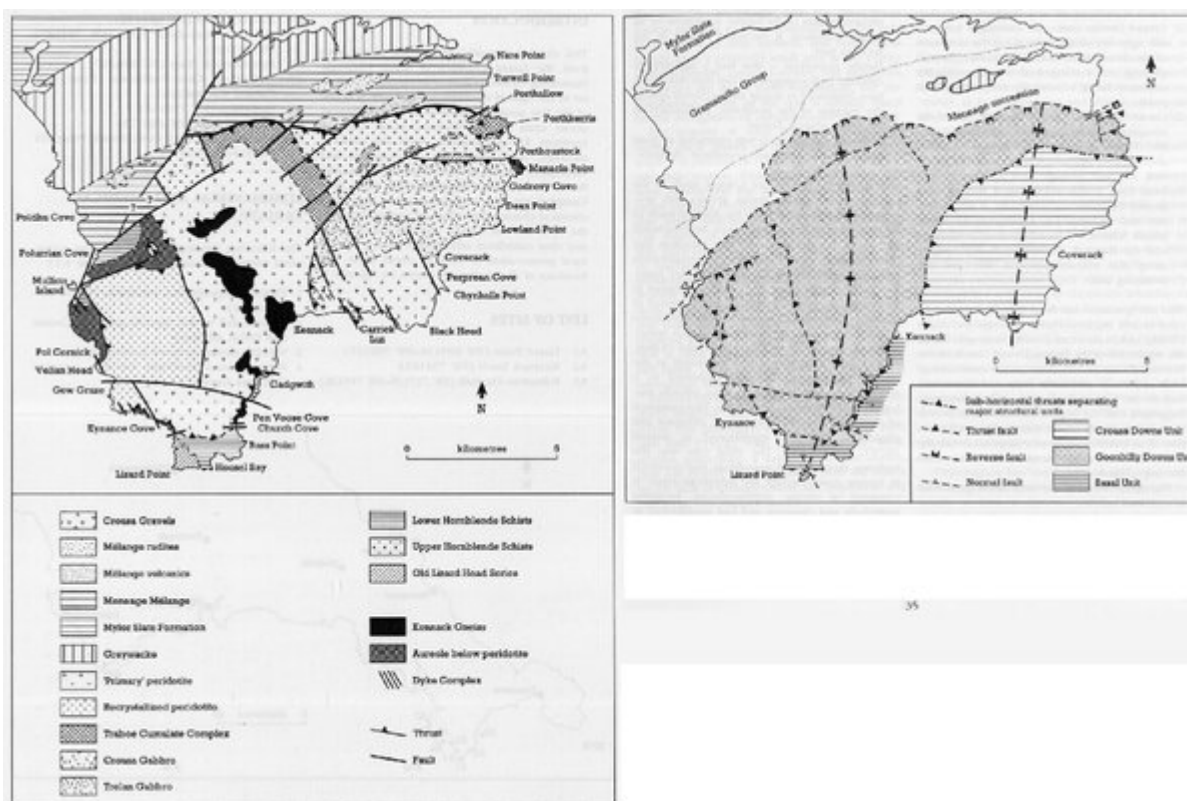 Nare Point
Turwell Point
Porthallow
Porthkerris
Porthoustock
Manacle Point
Godrevy Cove
Dean Point
Lowland Point
Coverack
Perprean Cove
Chynhalls Point
Black Head
Carrick
Luz
Kennack
Cadgwith
Pen Voose Cove
Church Cove
Bass Point
Housel Bay
Lizard Point
Kynance Cove
Gew Graze
Vellan Head
Pol Cornick
Mullion
Island
Polurrian Cove
Poldhu Cove
?
?
N
0
kilometres
5
Crousa Gravels
Mélange rudites
Mélange volcanics
Meneage Mélange
Mylor Slate Formation
Greywacke
'Primary' peridotite
Recrystallized peridotite
Traboe Cumulate Complex
Crousa Gabbro
Trelan Gabbro
Lower Hornblende Schists
Upper Hornblende Schists
Old Lizard Head Series
Kennack Gneiss
Aureole below peridotite
Dyke Complex
Thrust
Fault
Mylor Slate
Formation
Gramscatho Group
Meneage
N
Coverack
Kennack
Kynance
Lizard Point
0
kilometres
5
Sub-horizontal thrusts separating
major structural units
Thrust fault
Reverse fault
Normal fault
Crousa Downs Unit
Goonhilly Downs Un
Basal Unit
35